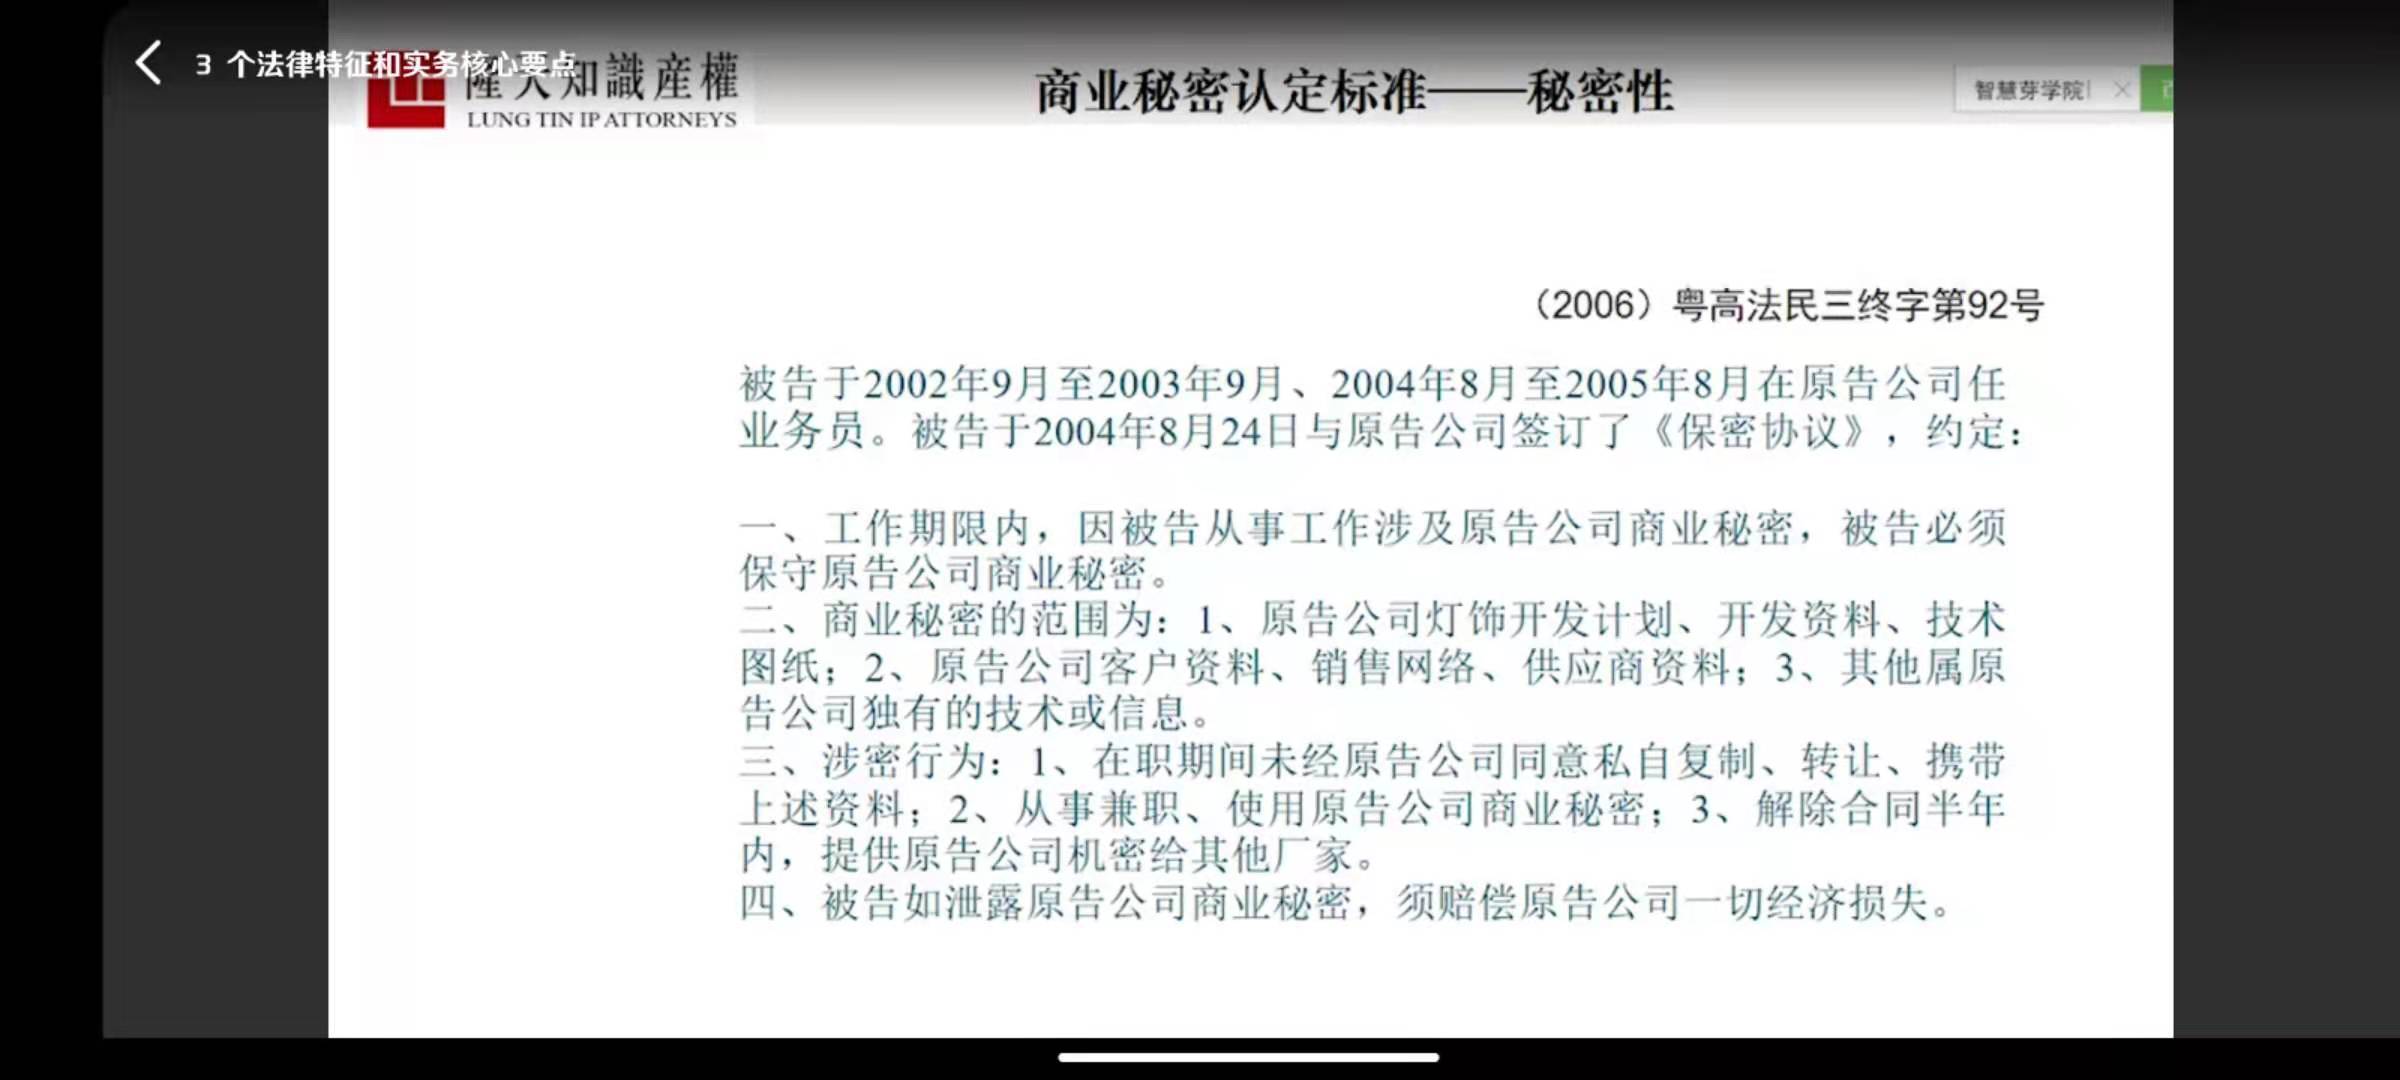 3 个法律特征和实务核心要点
隆天知識産權
LUNG TIN IP ATTORNEYS
商业秘密认定标准——秘密性
智慧芽学院
（2006）粤高法民三终字第92号
被告于2002年9月至2003年9月、2004年8月至2005年8月在原告公司任
业务员。被告于2004年8月24日与原告公司签订了《保密协议》，约定：
一、工作期限内，因被告从事工作涉及原告公司商业秘密，被告必须
保守原告公司商业秘密。
二、商业秘密的范围为：1、原告公司灯饰开发计划、开发资料、技术
图纸；2、原告公司客户资料、销售网络、供应商资料；3、其他属原
告公司独有的技术或信息。
三、涉密行为：1、在职期间未经原告公司同意私自复制、转让、携带
上述资料；2、从事兼职、使用原告公司商业秘密；3、解除合同半年
内，提供原告公司机密给其他厂家。
四、被告如泄露原告公司商业秘密，须赔偿原告公司一切经济损失。